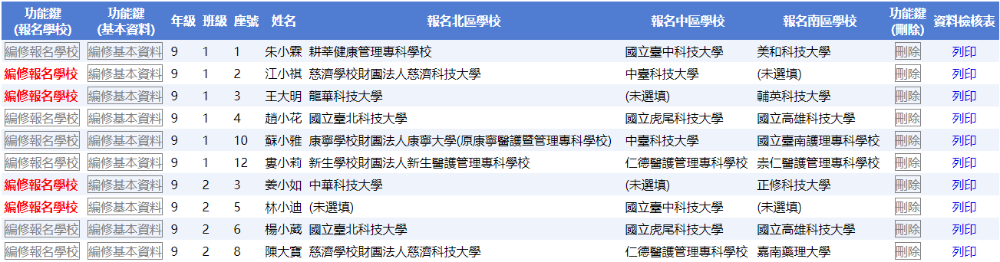 功能鍵 (報名學校) 功能鍵 (基本資料) 年級 班級 座號 姓名 報名北區學校 報名中區學校 報名南區學校 功能鍵 (刪除) 資料檢核表
編修報名學校 編修基本資料 9 1 1 朱小霖 耕莘健康管理專科學校 國立臺中科技大學 美和科技大學 刪除 列印
編修報名學校 編修基本資料 9 1 2 江小祺 慈濟學校財團法人慈濟科技大學 中臺科技大學 (未選填) 刪除 列印
編修報名學校 編修基本資料 9 1 3 王大明 龍華科技大學 (未選填) 輔英科技大學 刪除 列印
編修報名學校 編修基本資料 9 1 4 趙小花 國立臺北科技大學 國立虎尾科技大學 國立高雄科技大學 刪除 列印
編修報名學校 編修基本資料 9 1 10 蘇小雅 康寧學校財團法人康寧大學(原康寧醫護暨管理專科學校) 中臺科技大學 國立臺南護理專科學校 刪除 列印
編修報名學校 編修基本資料 9 1 12 婁小莉 新生學校財團法人新生醫護管理專科學校 仁德醫護管理專科學校 崇仁醫護管理專科學校 刪除 列印
編修報名學校 編修基本資料 9 2 3 姜小如 中華科技大學 (未選填) 正修科技大學 刪除 列印
編修報名學校 編修基本資料 9 2 5 林小迪 (未選填) 國立臺中科技大學 (未選填) 刪除 列印
編修報名學校 編修基本資料 9 2 6 楊小葳 國立臺北科技大學 國立虎尾科技大學 國立高雄科技大學 刪除 列印
編修報名學校 編修基本資料 9 2 8 陳大寶 慈濟學校財團法人慈濟科技大學 仁德醫護管理專科學校 嘉南藥理大學 刪除 列印